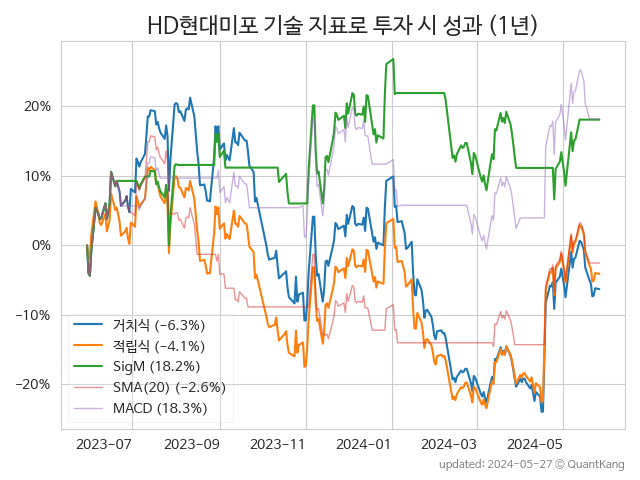 HD현대미포 기술 지표로 투자 시 성과 (1년)
20%
10%
0%
−10%
−20%
거치식 (−6.3%)
적립식 (−4.1%)
SigM (18.2%)
SMA(20) (−2.6%)
MACD (18.3%)
2023−07 2023−09 2023−11 2024−01 2024−03 2024−05
updated: 2024−05−27 ⓒ QuantKang